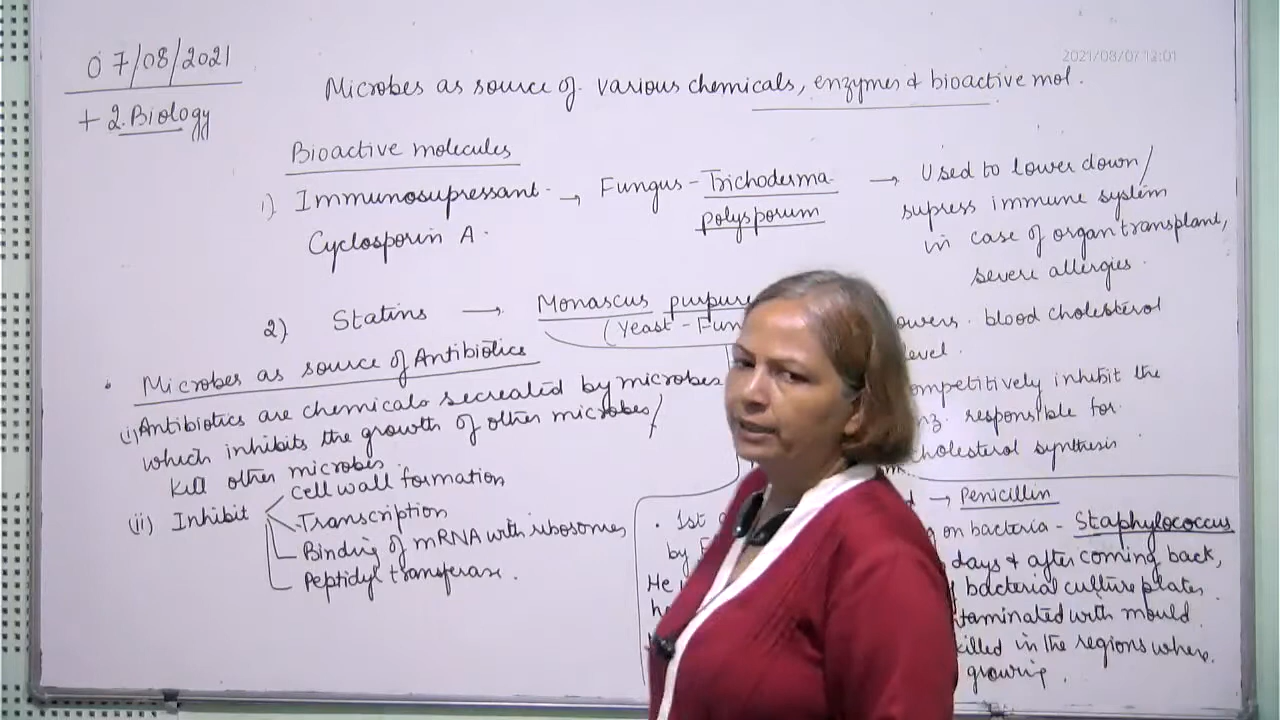 2021/08/07 12:01
07/08/2021
+2 Biology
Microbes as source of various chemicals, enzymes & bioactive mol.
Bioactive molecules
1) Immunosupressant → Fungus - Trichoderma
polysporum
Cyclosporin A.
→ Used to lower down/
supress immune system
in case of organ transplant,
severe allergies.
2) Statins → Monascus
(Yeast -
blood cholesterol
level.
inhibit the
responsible for
synthesis
• Microbes as source of Antibiotics
(i) Antibiotics are chemicals secreated by microbes
which inhibits the growth of other microbes/
Kill other microbes.
(ii) Inhibit
Cell wall formation
Transcription
Binding of mRNA with ribosomes,
Peptidyl transferase.
• 1st
→ Penicillin
by
on bacteria - Staphylococcus
He
days & after coming back,
bacterial culture plates
with mould.
in the regions where
growing.